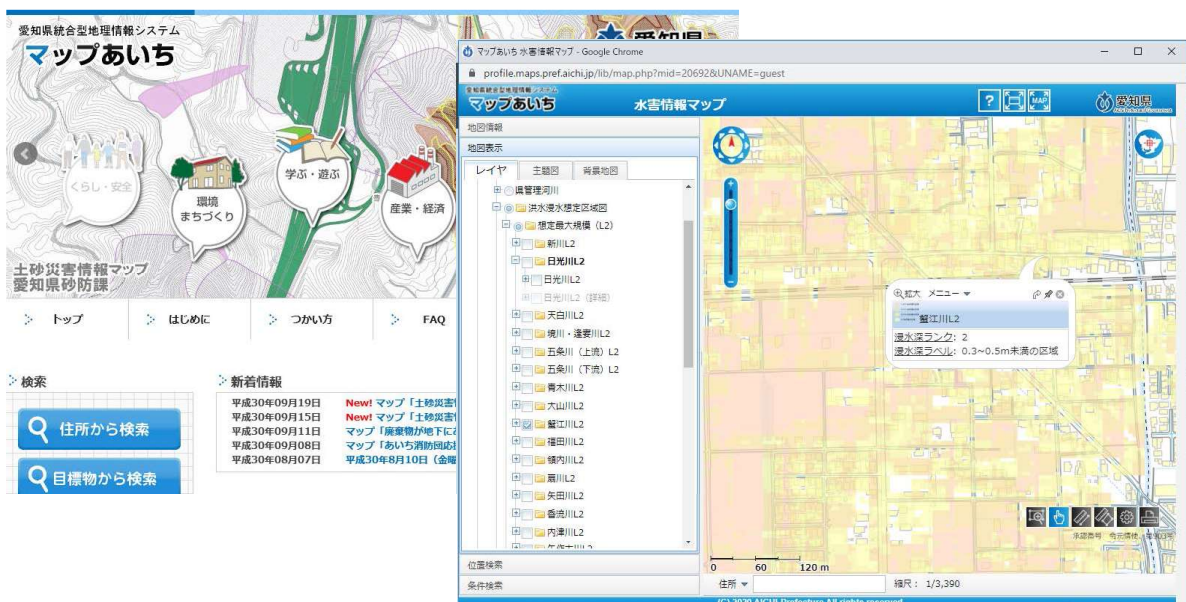 愛知県統合型地理情報システム
マップあいち
くらし・安全
環境
まちづくり
学ぶ・遊ぶ
産業・経済
土砂災害情報マップ
愛知県砂防課
トップ
はじめに
つかい方
FAQ
検索
住所から検索
目標物から検索
新着情報
平成30年09月19日 New! マップ「土砂災害
平成30年09月15日 New! マップ「土砂災害
平成30年09月11日 マップ「廃棄物が地下に
平成30年09月08日 マップ「あいち消防団応
平成30年08月07日 平成30年8月10日（金曜
マップあいち 水害情報マップ - Google Chrome
profile.maps.pref.aichi.jp/lib/map.php?mid=20692&UNAME=guest
愛知県統合型地理情報システム
マップあいち
水害情報マップ
?
MAP
愛知県
地図情報
地図表示
レイヤ 主題図 背景地図
県管理河川
洪水浸水想定区域図
想定最大規模（L2）
新川L2
日光川L2
日光川L2
日光川L2（詳細）
天白川L2
境川・逢妻川L2
五条川（上流）L2
五条川（下流）L2
青木川L2
大山川L2
蟹江川L2
福田川L2
領内川L2
扇川L2
矢田川L2
香流川L2
内津川L2
位置検索
条件検索
拡大 メニュー
蟹江川L2
浸水深ランク: 2
浸水深ラベル: 0.3~0.5m未満の区域
0 60 120 m
住所
縮尺： 1/3,390
(C) 2020 AICHI Prefecture All rights reserved